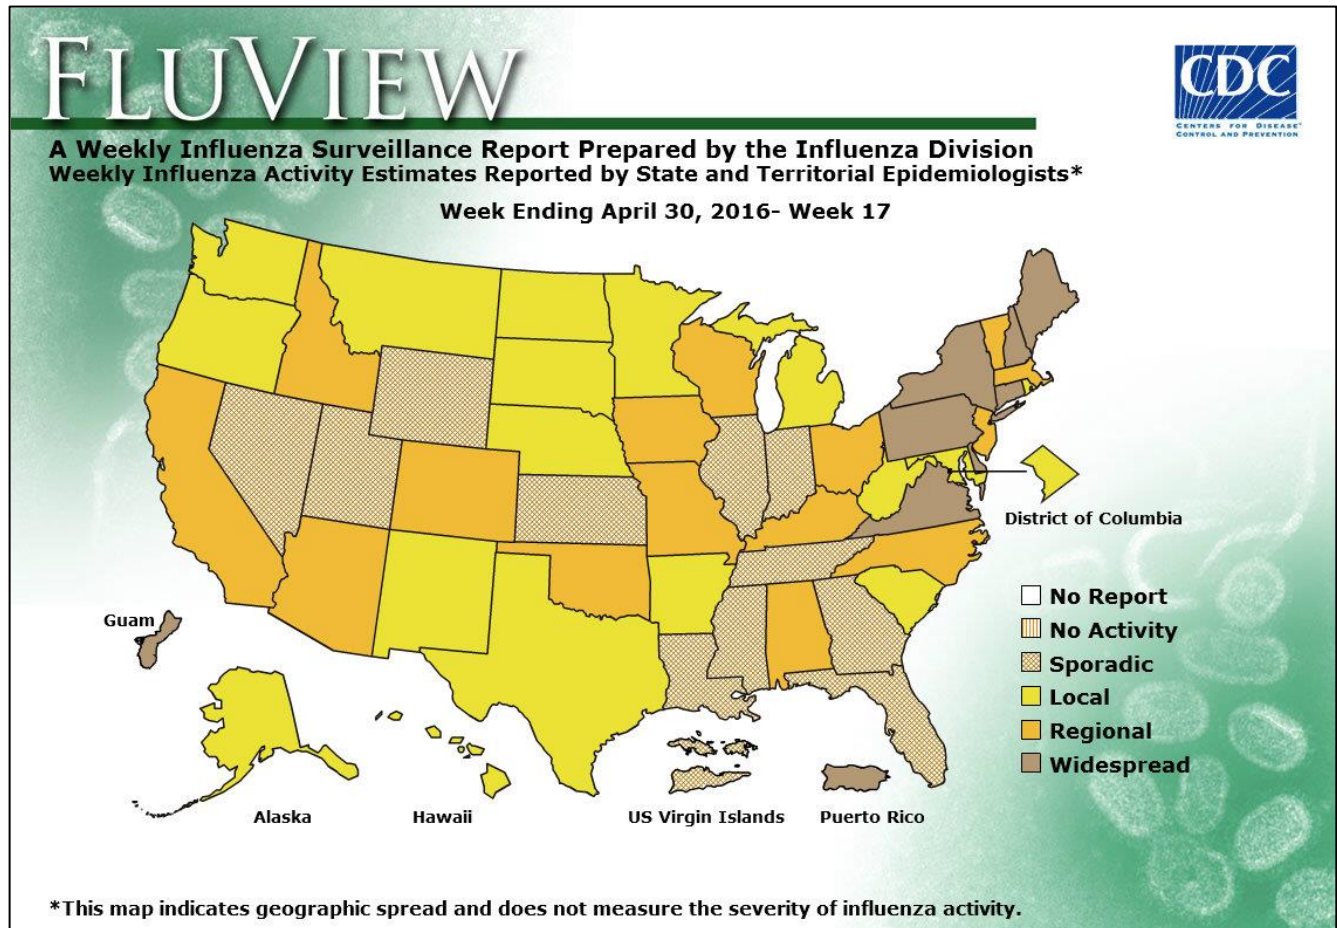 FLUVIEW
CDC
CENTERS FOR DISEASE™
CONTROL AND PREVENTION
A Weekly Influenza Surveillance Report Prepared by the Influenza Division
Weekly Influenza Activity Estimates Reported by State and Territorial Epidemiologists*
Week Ending April 30, 2016- Week 17
District of Columbia
No Report
No Activity
Sporadic
Local
Regional
Widespread
Guam
Alaska
Hawaii
US Virgin Islands
Puerto Rico
*This map indicates geographic spread and does not measure the severity of influenza activity.